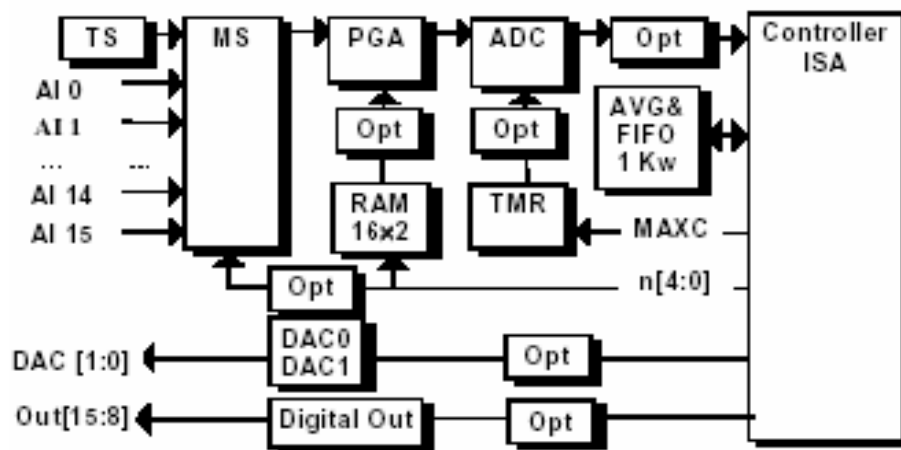 TS
MS
PGA
ADC
Opt
Controller
ISA
AI 0
AI 1
... ...
AI 14
AI 15
Opt
Opt
AVG&
FIFO
1 Kw
RAM
16x2
TMR
MAXC
Opt
n[4:0]
DAC [1:0]
DAC0
DAC1
Opt
Out[15:8]
Digital Out
Opt